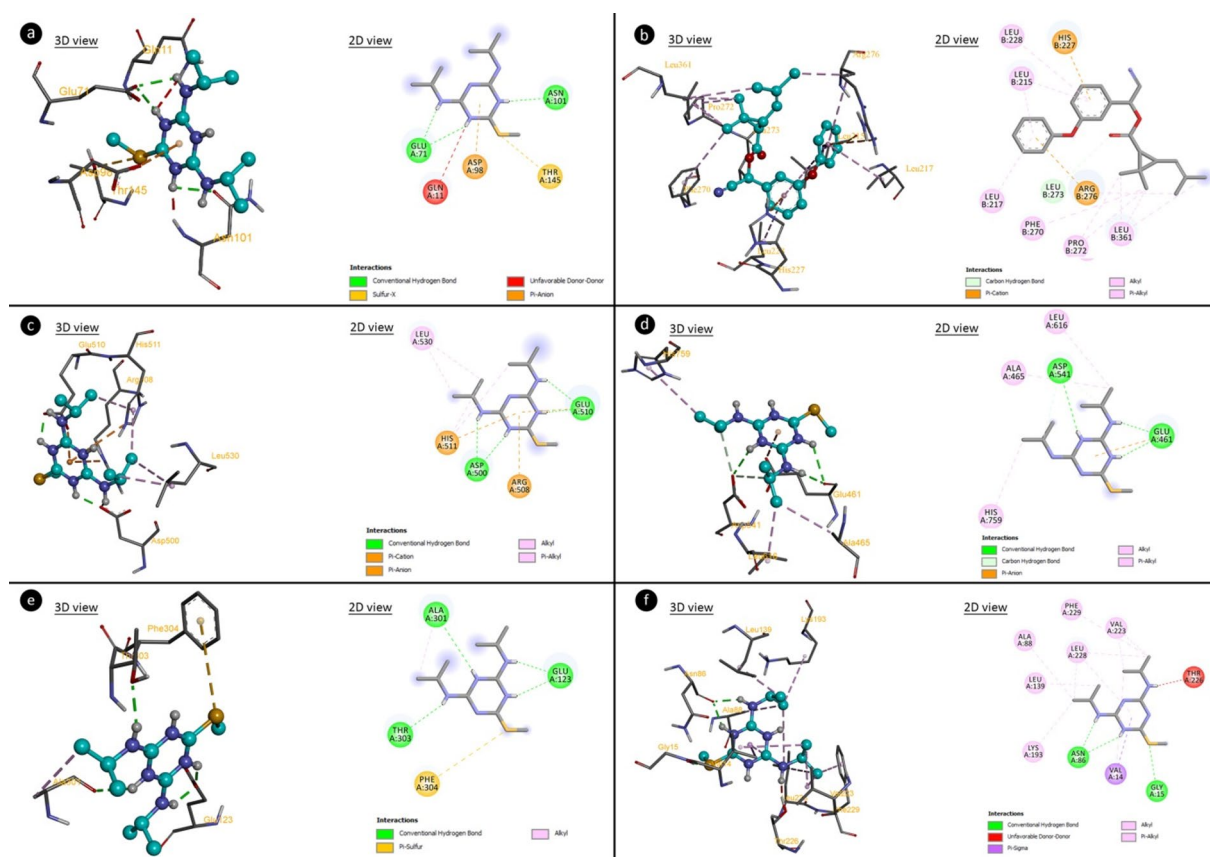 a
3D view
2D view
Glu71
Thr145
Asn101
ASN
A:101
GLU
A:71
GLN
A:11
ASP
A:98
THR
A:145
Interactions
Conventional Hydrogen Bond
Sulfur-X
Unfavorable Donor-Donor
Pi-Anion
b
3D view
2D view
Leu361
Arg276
Pro272
Leu217
His227
LEU
B:228
HIS
B:227
LEU
B:215
LEU
B:217
LEU
B:273
ARG
B:276
PHE
B:270
PRO
B:272
LEU
B:361
Interactions
Carbon Hydrogen Bond
Pi-Cation
Alkyl
Pi-Alkyl
c
3D view
2D view
Glu510
His511
Leu530
Asp500
LEU
A:530
GLU
A:510
HIS
A:511
ASP
A:500
ARG
A:508
Interactions
Conventional Hydrogen Bond
Pi-Cation
Pi-Anion
Alkyl
Pi-Alkyl
d
3D view
2D view
Glu461
Ala465
LEU
A:616
ASP
A:541
ALA
A:465
GLU
A:461
HIS
A:759
Interactions
Conventional Hydrogen Bond
Carbon Hydrogen Bond
Pi-Anion
Alkyl
Pi-Alkyl
e
3D view
2D view
Phe304
ALA
A:301
GLU
A:123
THR
A:303
PHE
A:304
Interactions
Conventional Hydrogen Bond
Pi-Sulfur
Alkyl
f
3D view
2D view
Leu139
Gly15
PHE
A:229
VAL
A:223
ALA
A:88
LEU
A:228
LEU
A:139
LYS
A:193
ASN
A:86
VAL
A:14
GLY
A:15
Interactions
Conventional Hydrogen Bond
Unfavorable Donor-Donor
Pi-Sigma
Alkyl
Pi-Alkyl